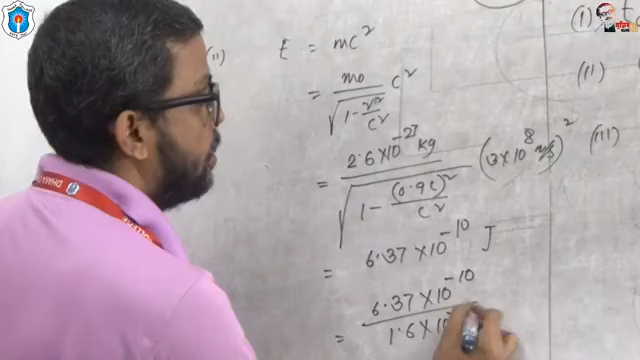 (ii) E = mc²
= m₀ / √(1 - v²/c²) c²
= 2.6×10⁻²⁷ kg / √(1 - (0.9c)²/c²) (3×10⁸ m/s)²
= 6.37×10⁻¹⁰ J
= 6.37×10⁻¹⁰ / 1.6×10
(i)
(ii)
(iii)
DHAKA